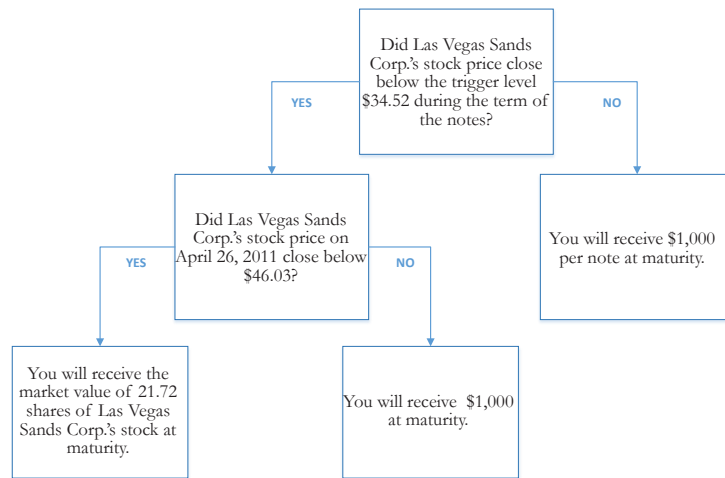 Did Las Vegas Sands
Corp.'s stock price close
below the trigger level
$34.52 during the term of
the notes?
YES
NO
Did Las Vegas Sands
Corp.'s stock price on
April 26, 2011 close below
$46.03?
You will receive $1,000
per note at maturity.
YES
NO
You will receive the
market value of 21.72
shares of Las Vegas
Sands Corp.'s stock at
maturity.
You will receive $1,000
at maturity.